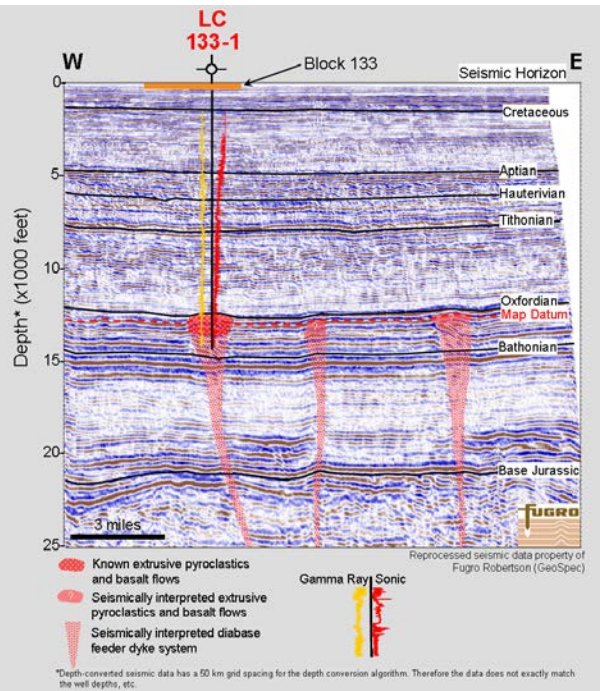 LC
133-1
W
Block 133
E
0
Seismic Horizon
Cretaceous
Aptian
5
Hauterivian
Tithonian
10
Depth* (x1000 feet)
Oxfordian
Map Datum
Bathonian
15
20
Base Jurassic
3 miles
25
fugro
Reprocessed seismic data property of
Fugro Robertson (GeoSpec)
Known extrusive pyroclastics
and basalt flows
Gamma Ray Sonic
Seismically interpreted extrusive
pyroclastics and basalt flows
Seismically interpreted diabase
feeder dyke system
*Depth-converted seismic data has a 50 km grid spacing for the depth conversion algorithm. Therefore the data does not exactly match
the well depths, etc.